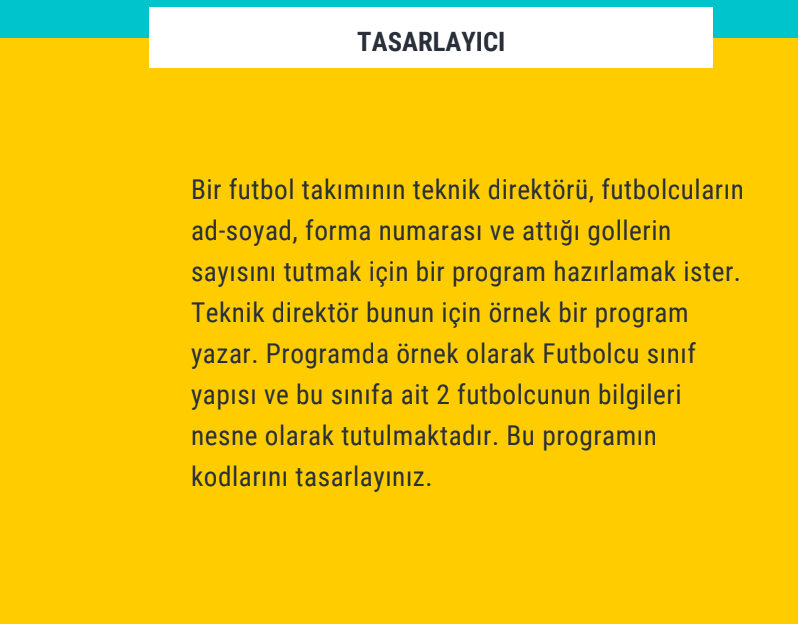 TASARLAYICI
Bir futbol takımının teknik direktörü, futbolcuların
ad-soyad, forma numarası ve attığı gollerin
sayısını tutmak için bir program hazırlamak ister.
Teknik direktör bunun için örnek bir program
yazar. Programda örnek olarak Futbolcu sınıf
yapısı ve bu sınıfa ait 2 futbolcunun bilgileri
nesne olarak tutulmaktadır. Bu programın
kodlarını tasarlayınız.